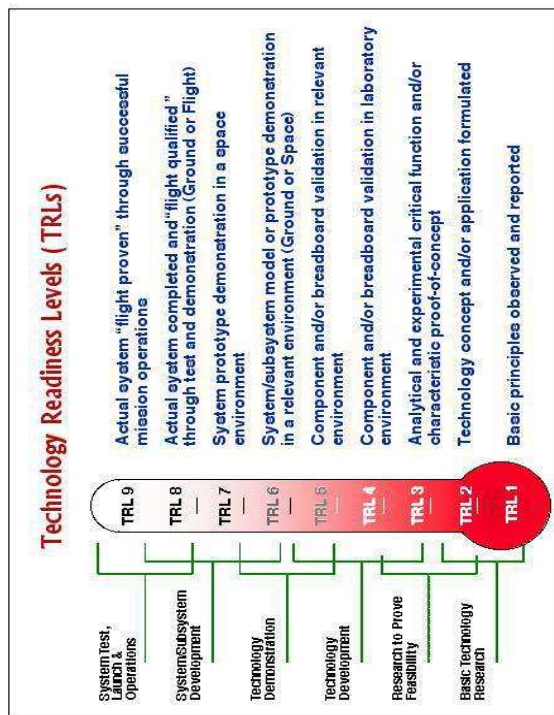 Technology Readiness Levels (TRLs)
System Test,
Launch &
Operations
System/Subsystem
Development
Technology
Demonstration
Technology
Development
Research to Prove
Feasibility
Basic Technology
Research
TRL 9
TRL 8
TRL 7
TRL 6
TRL 5
TRL 4
TRL 3
TRL 2
TRL 1
Actual system “flight proven” through successful
mission operations
Actual system completed and “flight qualified”
through test and demonstration (Ground or Flight)
System prototype demonstration in a space
environment
System/subsystem model or prototype demonstration
in a relevant environment (Ground or Space)
Component and/or breadboard validation in relevant
environment
Component and/or breadboard validation in laboratory
environment
Analytical and experimental critical function and/or
characteristic proof-of-concept
Technology concept and/or application formulated
Basic principles observed and reported